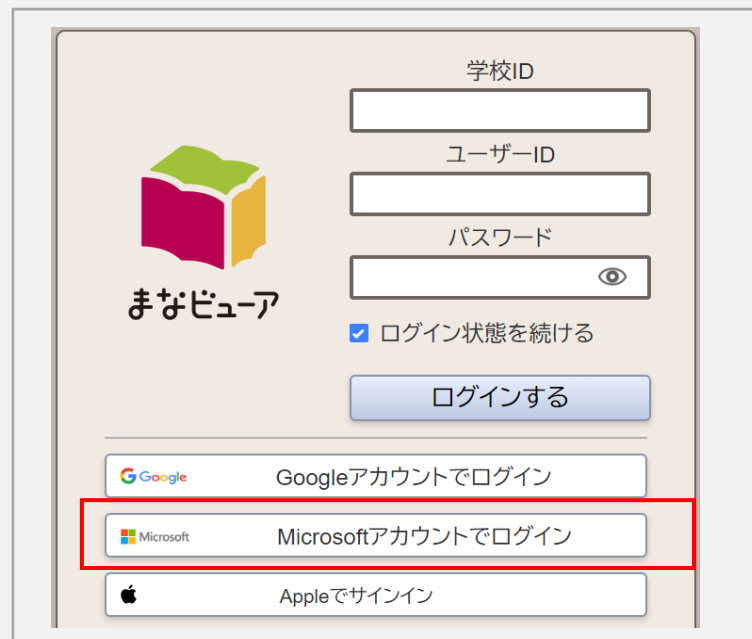 学校ID
ユーザーID
パスワード
まなビューア
ログイン状態を続ける
ログインする
Google Googleアカウントでログイン
Microsoft Microsoftアカウントでログイン
Appleでサインイン